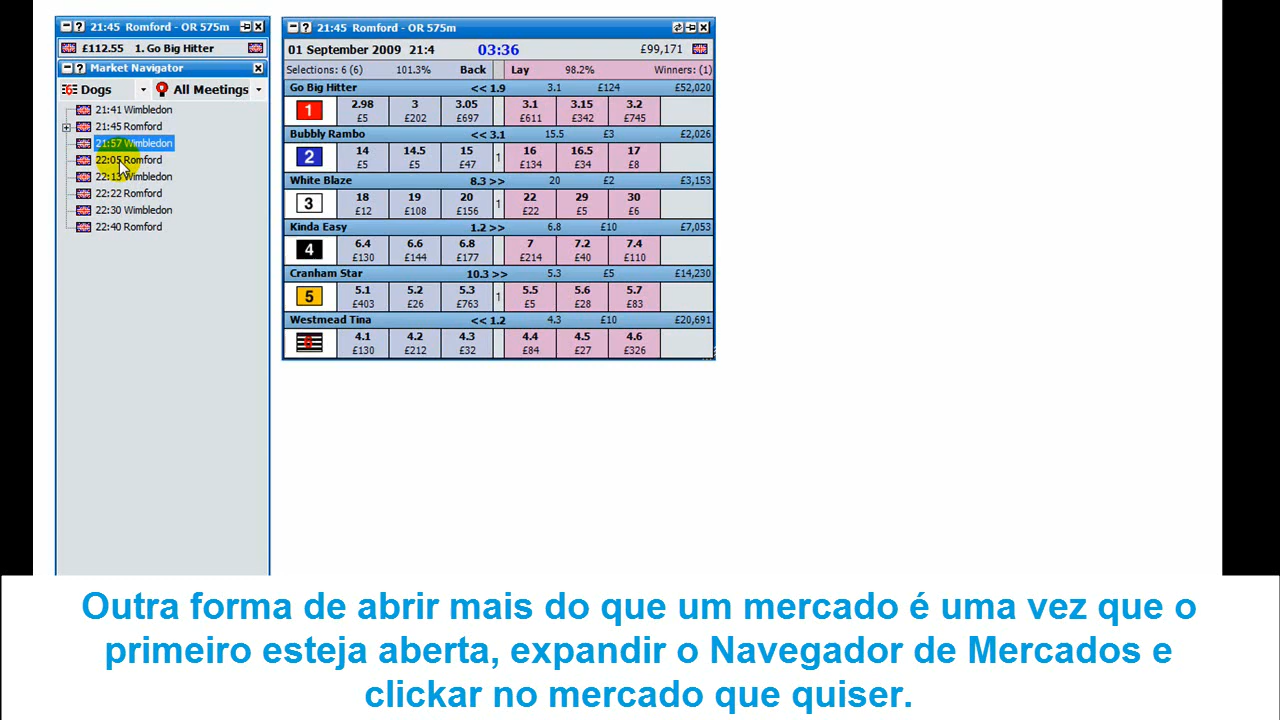 21:45 Romford - OR 575m
£112.55 1. Go Big Hitter
Market Navigator
Dogs All Meetings
21:41 Wimbledon
21:45 Romford
21:57 Wimbledon
22:05 Romford
22:13 Wimbledon
22:22 Romford
22:30 Wimbledon
22:40 Romford
21:45 Romford - OR 575m
01 September 2009 21:4 03:36 £99,171
Selections: 6 (6) 101.3% Back Lay 98.2% Winners: (1)
Go Big Hitter << 1.9 3.1 £124 £52,020
1 2.98 3 3.05 3.1 3.15 3.2
£5 £202 £697 £611 £342 £745
Bubbly Rambo << 3.1 15.5 £3 £2,026
2 14 14.5 15 1 16 16.5 17
£5 £5 £47 £134 £34 £8
White Blaze 8.3 >> 20 £2 £3,153
3 18 19 20 1 22 29 30
£12 £108 £156 £22 £5 £6
Kinda Easy 1.2 >> 6.8 £10 £7,053
4 6.4 6.6 6.8 7 7.2 7.4
£130 £144 £177 £214 £40 £110
Cranham Star 10.3 >> 5.3 £5 £14,230
5 5.1 5.2 5.3 1 5.5 5.6 5.7
£403 £26 £763 £5 £28 £83
Westmead Tina << 1.2 4.3 £10 £20,691
6 4.1 4.2 4.3 4.4 4.5 4.6
£130 £212 £32 £84 £27 £326
Outra forma de abrir mais do que um mercado é uma vez que o
primeiro esteja aberta, expandir o Navegador de Mercados e
clickar no mercado que quiser.